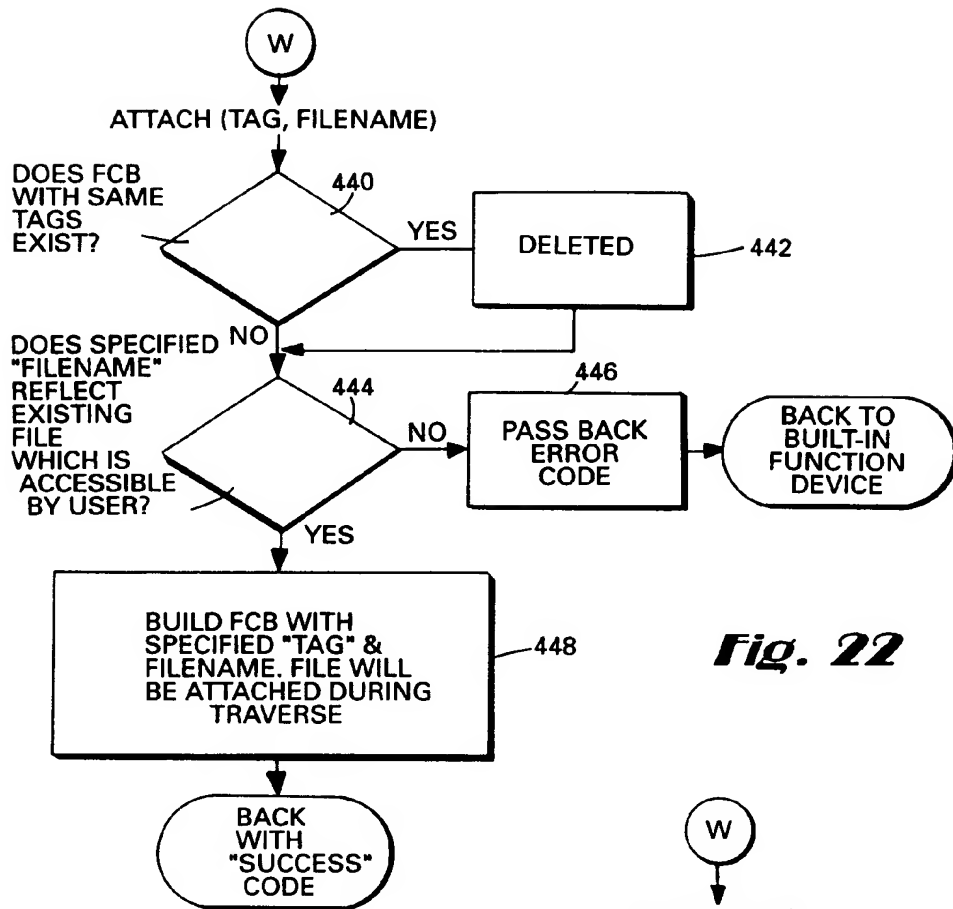 W
ATTACH (TAG, FILENAME)
DOES FCB
WITH SAME
TAGS
EXIST?
440
YES
DELETED
442
NO
DOES SPECIFIED
"FILENAME"
REFLECT
EXISTING
FILE
WHICH IS
ACCESSIBLE
BY USER?
444
NO
446
PASS BACK
ERROR
CODE
BACK TO
BUILT-IN
FUNCTION
DEVICE
YES
BUILD FCB WITH
SPECIFIED "TAG" &
FILENAME. FILE WILL
BE ATTACHED DURING
TRAVERSE
448
Fig. 22
BACK
WITH
"SUCCESS"
CODE
W